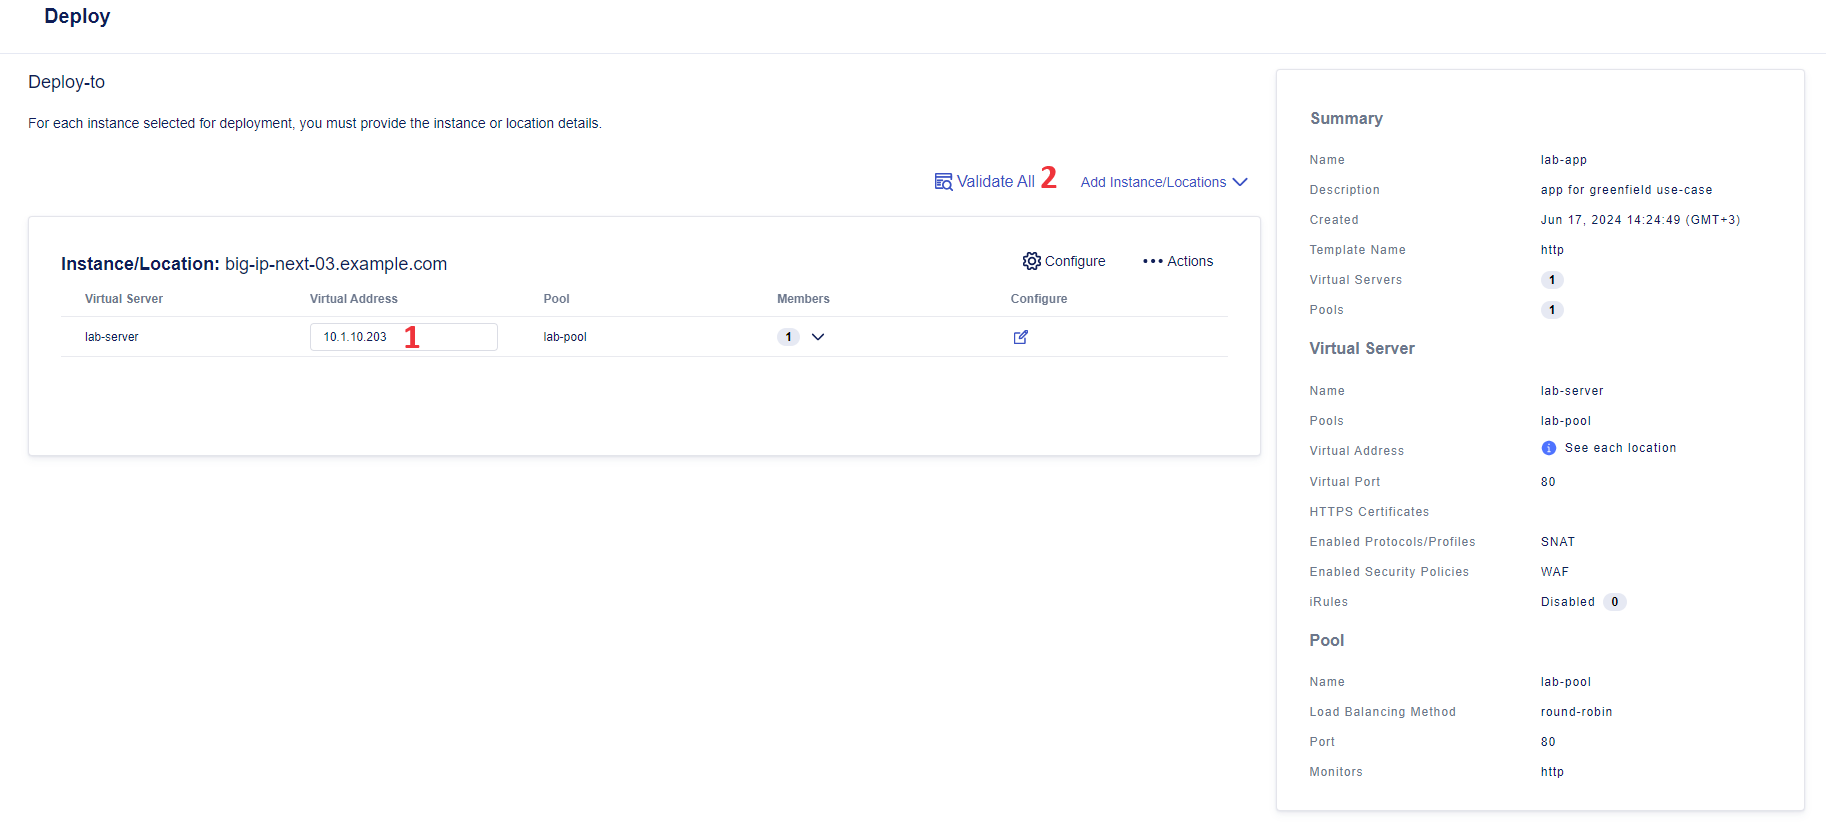 Deploy
Deploy-to
For each instance selected for deployment, you must provide the instance or location details.
Validate All 2 Add Instance/Locations
Instance/Location: big-ip-next-03.example.com Configure Actions
Virtual Server Virtual Address Pool Members Configure
lab-server 10.1.10.203 1 lab-pool 1
Summary
Name lab-app
Description app for greenfield use-case
Created Jun 17, 2024 14:24:49 (GMT+3)
Template Name http
Virtual Servers 1
Pools 1
Virtual Server
Name lab-server
Pools lab-pool
Virtual Address See each location
Virtual Port 80
HTTPS Certificates
Enabled Protocols/Profiles SNAT
Enabled Security Policies WAF
iRules Disabled 0
Pool
Name lab-pool
Load Balancing Method round-robin
Port 80
Monitors http